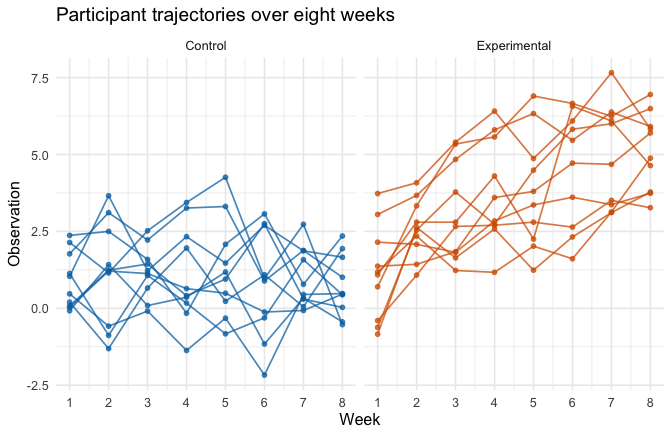 Participant trajectories over eight weeks
Control
Experimental
7.5
5.0
2.5
0.0
-2.5
Observation
1 2 3 4 5 6 7 8
1 2 3 4 5 6 7 8
Week